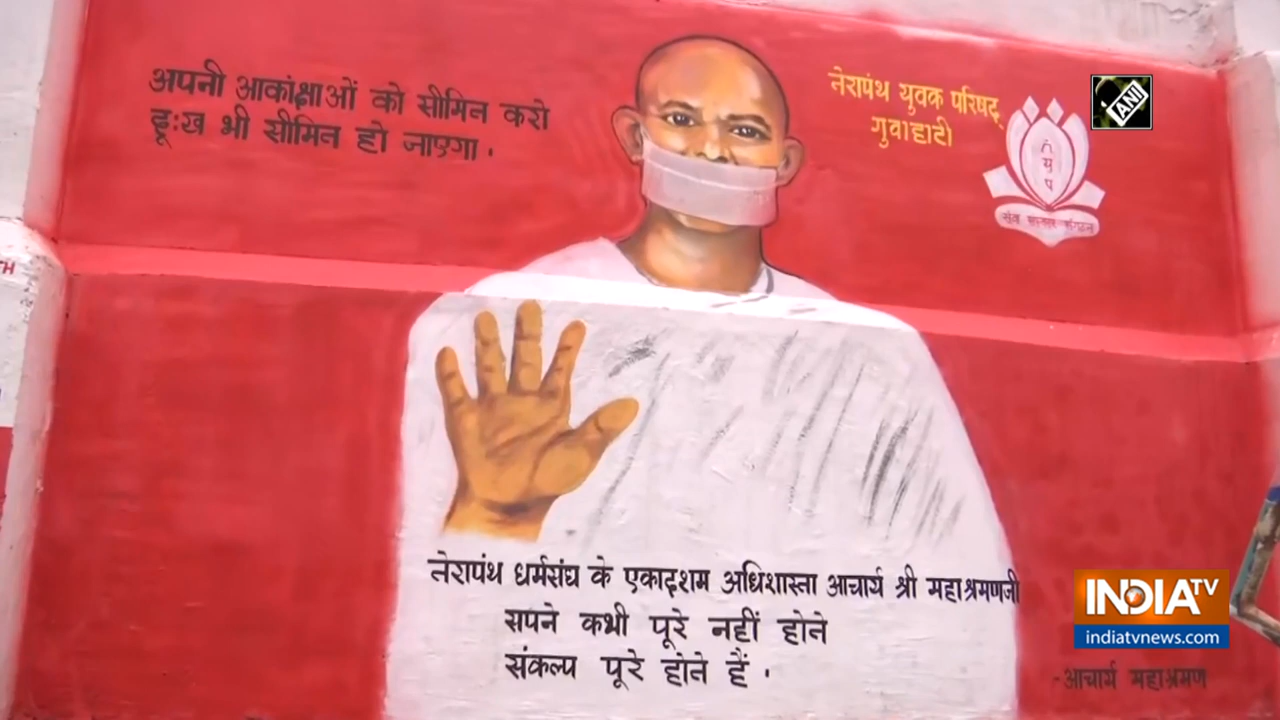 अपनी आकांक्षाओं को सीमिन करो
दू:ख भी सीमिन हो जाएगा .
नेरापंथ युवक परिषद्
गुवाहाटी
ते
यु
प
ANI
नेरापंथ धर्मसंघ के एकादशम अधिशास्ना आचार्य श्री महाश्रमणजी
सपने कभी पूरे नहीं होने
संकल्प पूरे होने हैं .
INDIA TV
indiatvnews.com
-आचार्य महाश्रमण